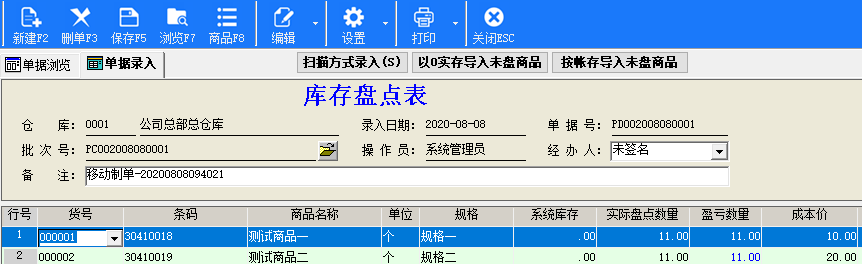 新建F2 删单F3 保存F5 浏览F7 商品F8 编辑 设置 打印 关闭ESC
单据浏览 单据录入 扫描方式录入(S) 以0实存导入未盘商品 按帐存导入未盘商品
库存盘点表
仓 库: 0001 公司总部总仓库 录入日期: 2020-08-08 单 据 号: PD002008080001
批 次 号: PC002008080001 操 作 员: 系统管理员 经 办 人: 未签名
备 注: 移动制单-20200808094021
行号 货号 条码 商品名称 单位 规格 系统库存 实际盘点数量 盈亏数量 成本价
1 000001 30410018 测试商品一 个 规格一 .00 11.00 11.00 10.00
2 000002 30410019 测试商品二 个 规格二 .00 11.00 11.00 20.00